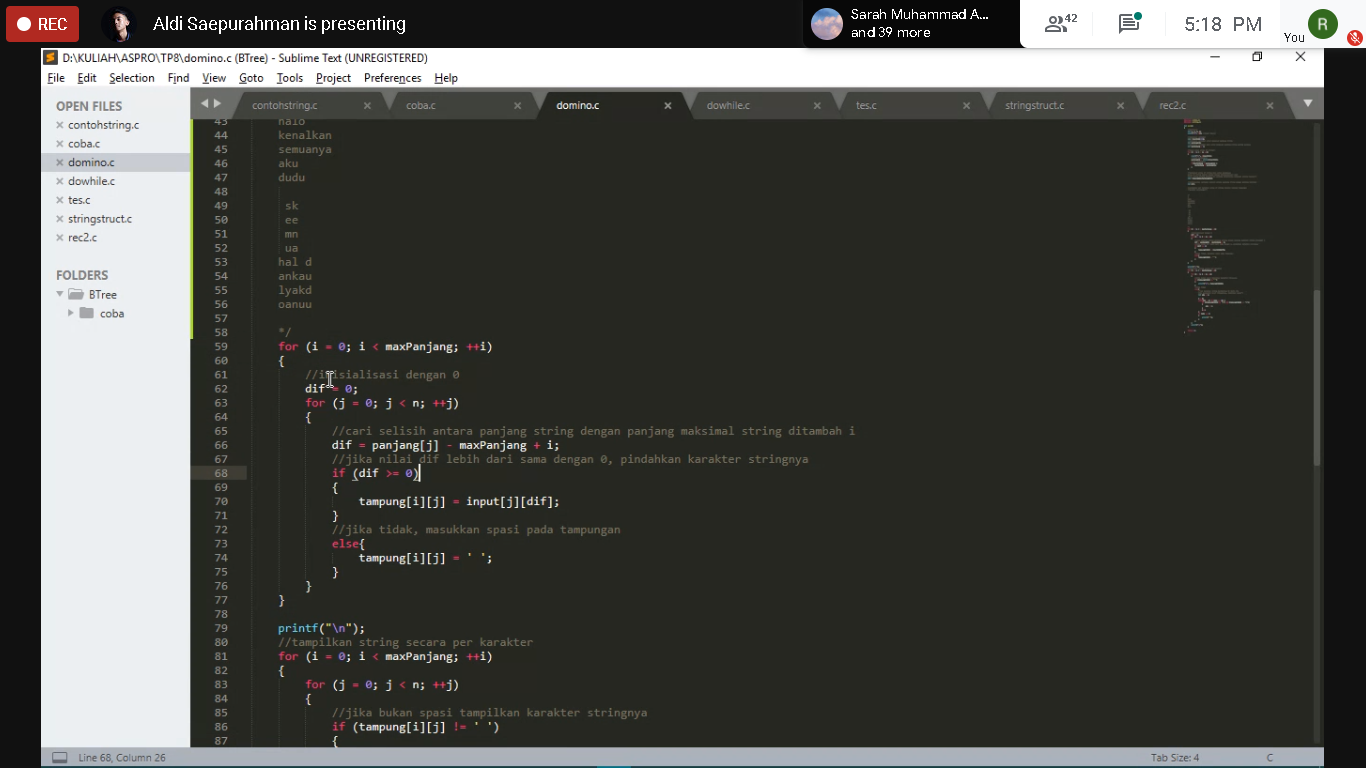 REC
Aldi Saepurahman is presenting
Sarah Muhammad A...
and 39 more
42
5:18 PM
You
R
D:\KULIAH\ASPRO\TP8\domino.c (BTree) - Sublime Text (UNREGISTERED)
File Edit Selection Find View Goto Tools Project Preferences Help
OPEN FILES
contohstring.c
coba.c
domino.c
dowhile.c
tes.c
stringstruct.c
rec2.c
FOLDERS
BTree
coba
contohstring.c coba.c domino.c dowhile.c tes.c stringstruct.c rec2.c
43 halo
44 kenalkan
45 semuanya
46 aku
47 dudu
48
49  sk
50  ee
51  mn
52  ua
53 hal d
54 ankau
55 lyakd
56 oanuu
57
58 */
59 for (i = 0; i < maxPanjang; ++i)
60 {
61     //inisialisasi dengan 0
62     dif = 0;
63     for (j = 0; j < n; ++j)
64     {
65         //cari selisih antara panjang string dengan panjang maksimal string ditambah i
66         dif = panjang[j] - maxPanjang + i;
67         //jika nilai dif lebih dari sama dengan 0, pindahkan karakter stringnya
68         if (dif >= 0)
69         {
70             tampung[i][j] = input[j][dif];
71         }
72         //jika tidak, masukkan spasi pada tampungan
73         else{
74             tampung[i][j] = ' ';
75         }
76     }
77 }
78
79 printf("\n");
80 //tampilkan string secara per karakter
81 for (i = 0; i < maxPanjang; ++i)
82 {
83     for (j = 0; j < n; ++j)
84     {
85         //jika bukan spasi tampilkan karakter stringnya
86         if (tampung[i][j] != ' ')
87         {
Line 68, Column 26
Tab Size: 4
C